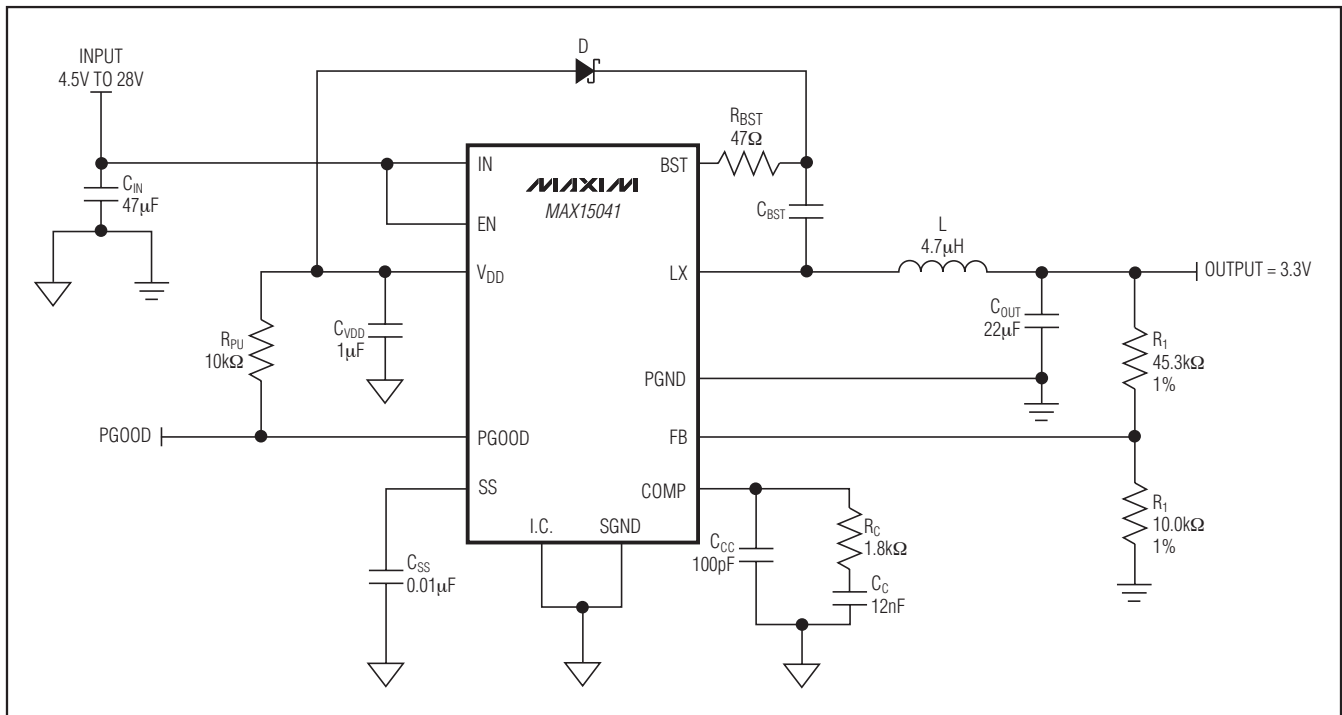 INPUT
4.5V TO 28V
D
R_BST
47Ω
IN
BST
MAXIM
MAX15041
C_IN
47µF
C_BST
EN
L
4.7µH
V_DD
LX
OUTPUT = 3.3V
C_OUT
22µF
R_PU
10kΩ
C_VDD
1µF
R_1
45.3kΩ
1%
PGND
PGOOD
PGOOD
FB
SS
COMP
I.C.
SGND
R_1
10.0kΩ
1%
C_CC
100pF
R_C
1.8kΩ
C_SS
0.01µF
C_C
12nF